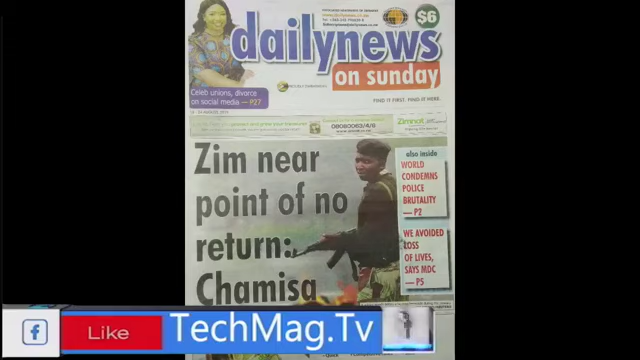 $6
dailynews
on sunday
Celeb unions, divorce
on social media — P27
FIND IT FIRST. FIND IT HERE.
Zimnat
Zim near
point of no
return:
Chamisa
also inside
WORLD
CONDEMNS
POLICE
BRUTALITY
— P2
WE AVOIDED
LOSS
OF LIVES,
SAYS MDC
— P5
f
Like
TechMag.Tv
t